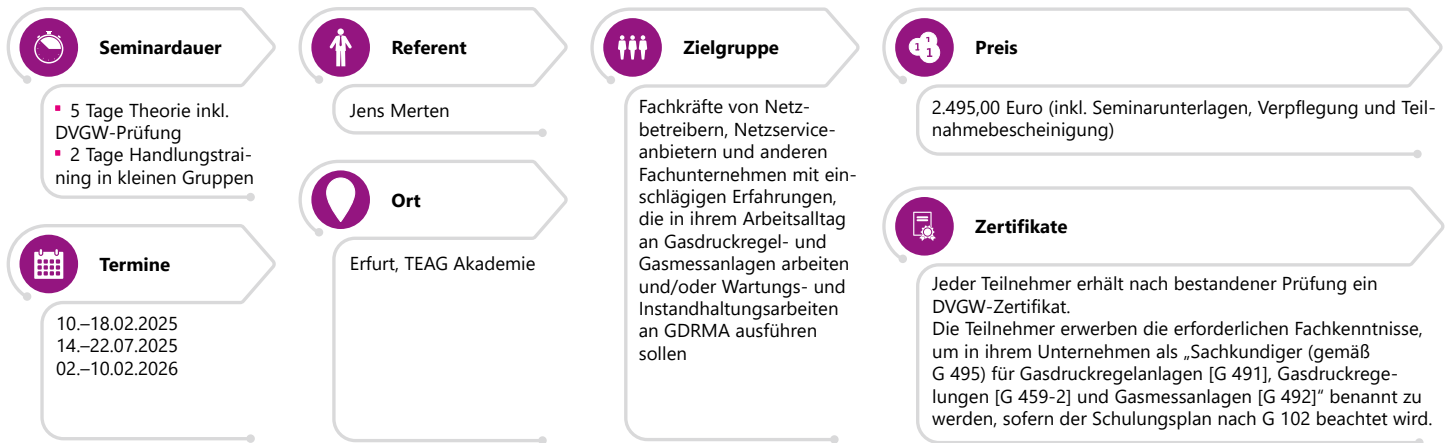 Seminardauer
▪ 5 Tage Theorie inkl.
DVGW-Prüfung
▪ 2 Tage Handlungstrai-
ning in kleinen Gruppen
Termine
10.–18.02.2025
14.–22.07.2025
02.–10.02.2026
Referent
Jens Merten
Ort
Erfurt, TEAG Akademie
Zielgruppe
Fachkräfte von Netz-
betreibern, Netzservice-
anbietern und anderen
Fachunternehmen mit ein-
schlägigen Erfahrungen,
die in ihrem Arbeitsalltag
an Gasdruckregel- und
Gasmessanlagen arbeiten
und/oder Wartungs- und
Instandhaltungsarbeiten
an GDRMA ausführen
sollen
1 1
1
Preis
2.495,00 Euro (inkl. Seminarunterlagen, Verpflegung und Teil-
nahmebescheinigung)
Zertifikate
Jeder Teilnehmer erhält nach bestandener Prüfung ein
DVGW-Zertifikat.
Die Teilnehmer erwerben die erforderlichen Fachkenntnisse,
um in ihrem Unternehmen als „Sachkundiger (gemäß
G 495) für Gasdruckregelanlagen [G 491], Gasdruckrege-
lungen [G 459-2] und Gasmessanlagen [G 492]“ benannt zu
werden, sofern der Schulungsplan nach G 102 beachtet wird.